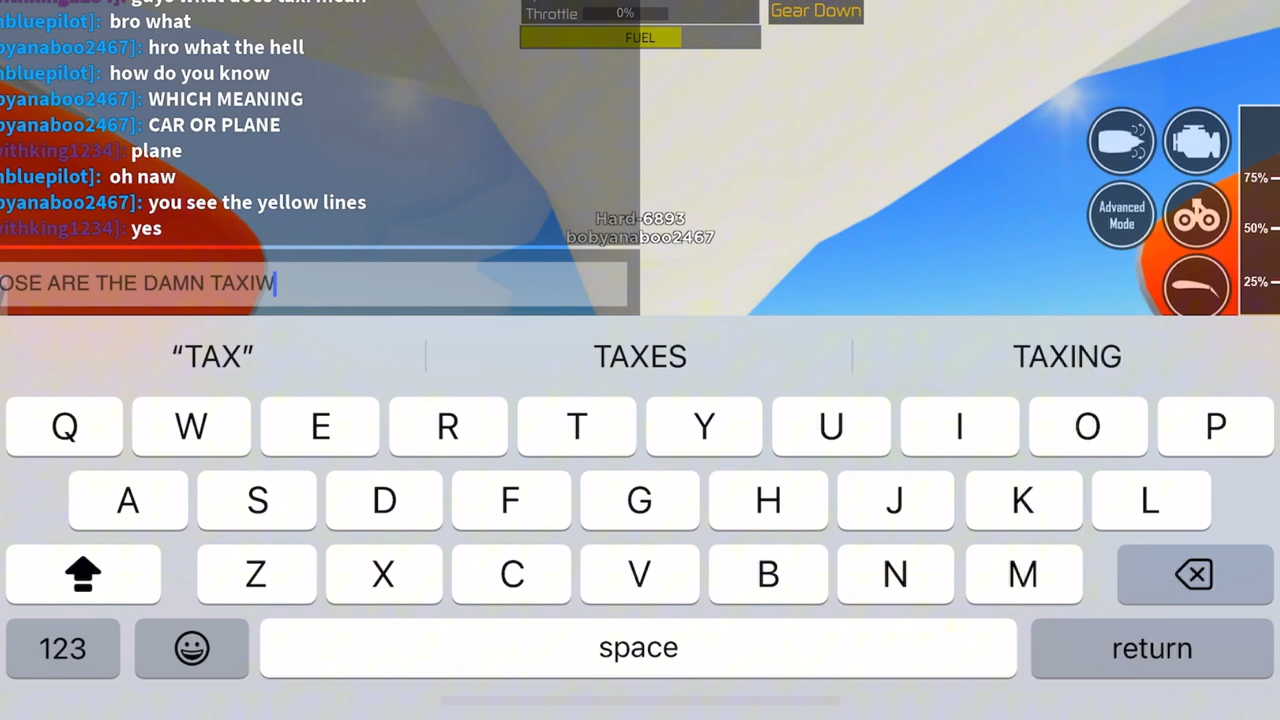 guys what does taxi mean
nbluepilot]: bro what
byanaboo2467]: hro what the hell
nbluepilot]: how do you know
byanaboo2467]: WHICH MEANING
byanaboo2467]: CAR OR PLANE
vithking1234]: plane
nbluepilot]: oh naw
byanaboo2467]: you see the yellow lines
vithking1234]: yes
OSE ARE THE DAMN TAXIW
Throttle 0%
FUEL
Gear Down
Hard-6893
bobyanaboo2467
Advanced
Mode
75%
50%
25%
“TAX” TAXES TAXING
Q W E R T Y U I O P
A S D F G H J K L
Z X C V B N M
123 space return